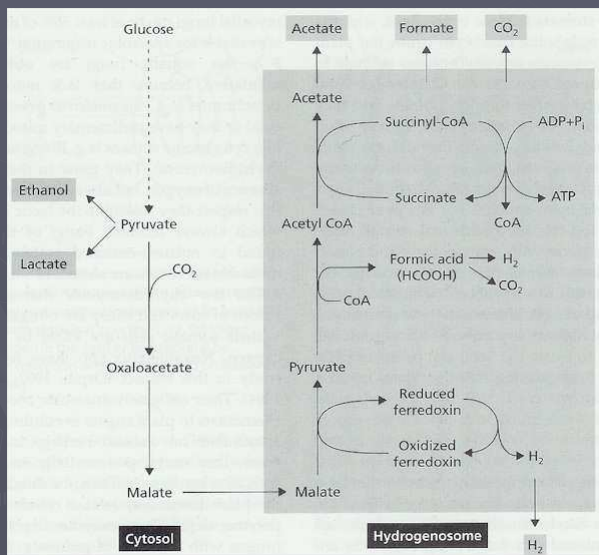 Glucose
Ethanol
Lactate
Pyruvate
CO₂
Oxaloacetate
Malate
Cytosol
Acetate
Formate
CO₂
Acetate
Succinyl-CoA
ADP+Pᵢ
Succinate
ATP
Acetyl CoA
CoA
Formic acid
(HCOOH)
H₂
CO₂
CoA
Pyruvate
Reduced
ferredoxin
Oxidized
ferredoxin
H₂
Malate
Hydrogenosome
H₂